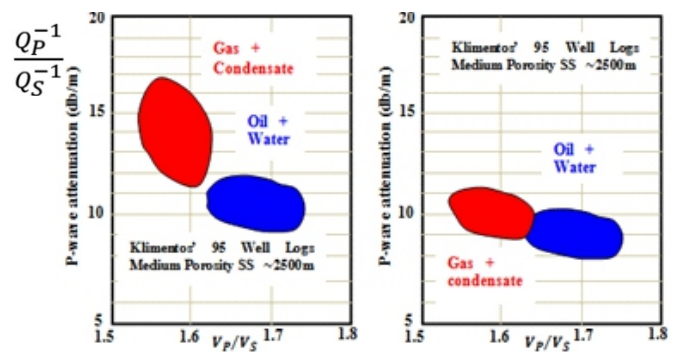 Q_P^{-1}
Q_S^{-1}
P-wave attenuation (db/m)
20
15
10
5
Gas +
Condensate
Oil +
Water
Klimentos' 95 Well Logs
Medium Porosity SS ~2500m
1.5
1.6
1.7
1.8
V_P/V_S
P-wave attenuation (db/m)
20
15
10
5
Klimentos' 95 Well Logs
Medium Porosity SS ~2500m
Oil +
Water
Gas +
condensate
1.5
1.6
1.7
1.8
V_P/V_S